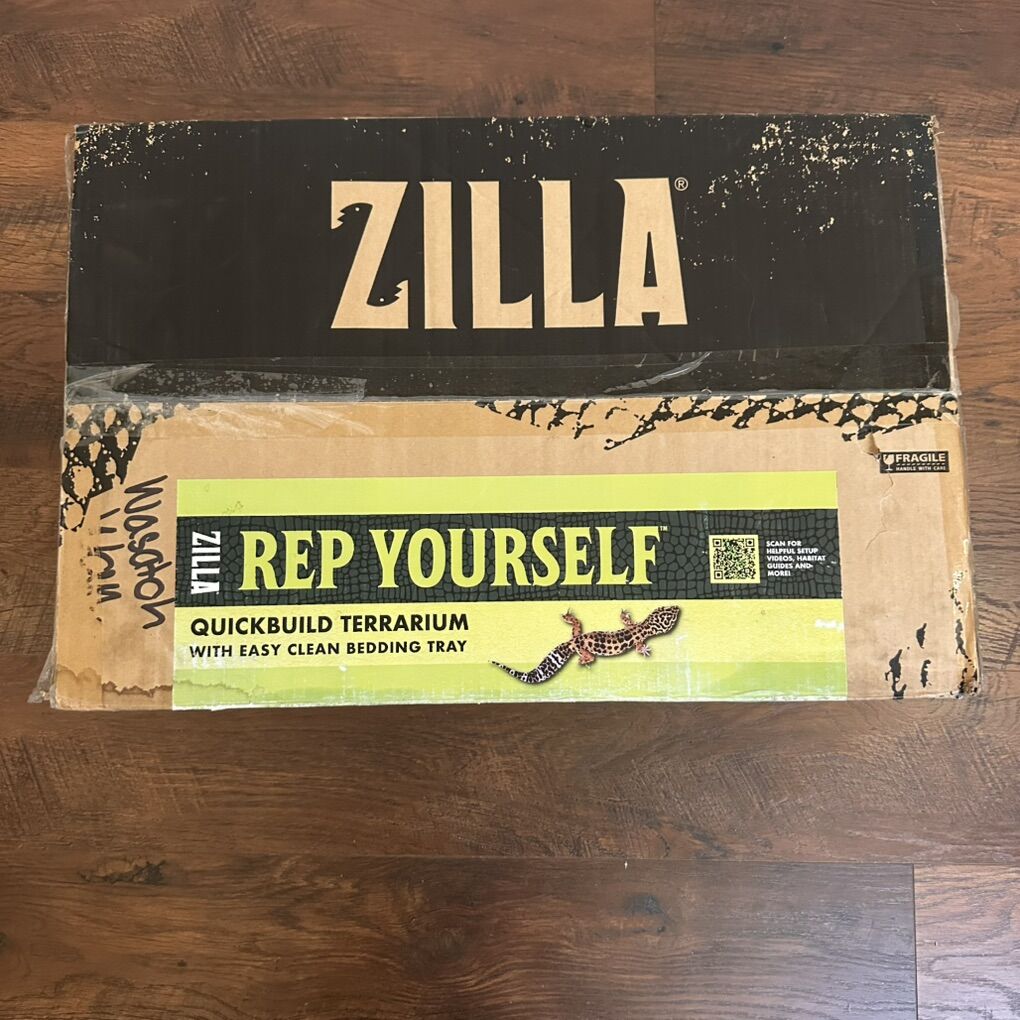 ZILLA®
FRAGILE
HANDLE WITH CARE
ZILLA
REP YOURSELF™
SCAN FOR
HELPFUL SETUP
VIDEOS, HABITAT
GUIDES AND
MORE!
QUICKBUILD TERRARIUM
WITH EASY CLEAN BEDDING TRAY